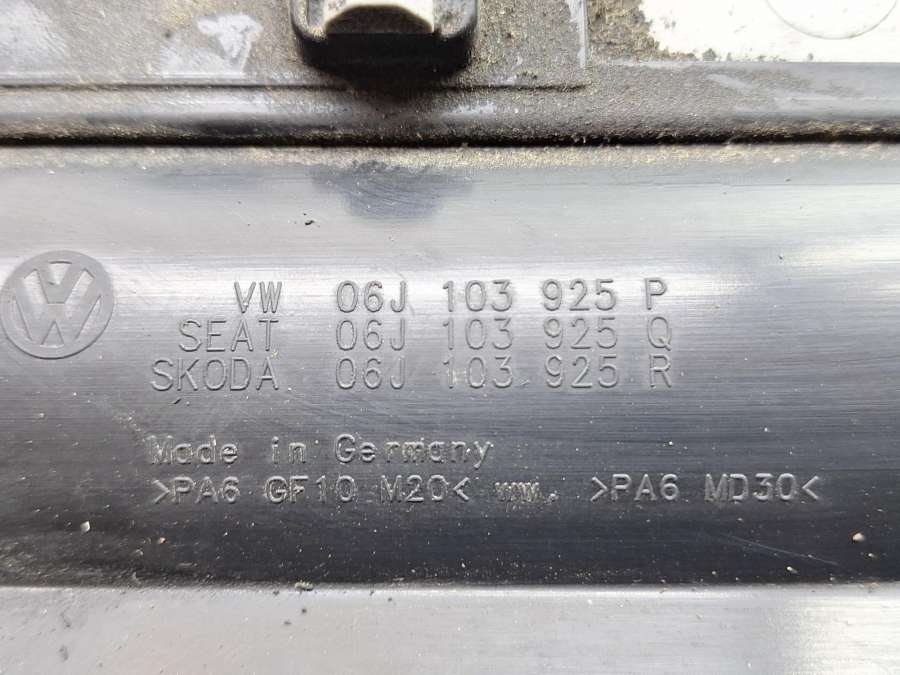 VW 06J 103 925 P
SEAT 06J 103 925 Q
SKODA 06J 103 925 R
Made in Germany
>PA6 GF10 M20< ww. >PA6 MD30<